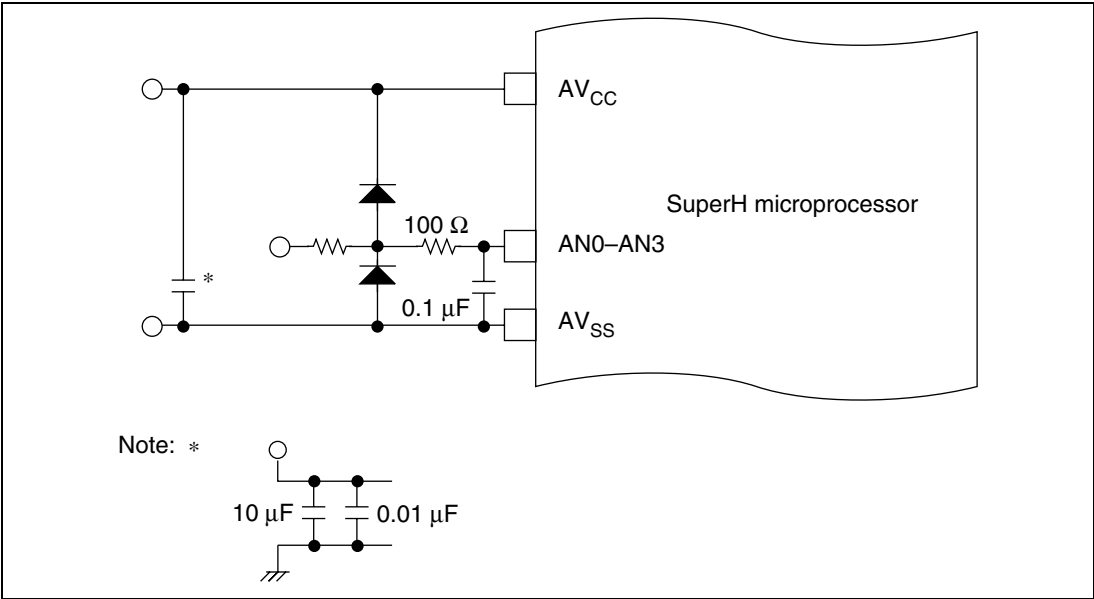 AVCC
SuperH microprocessor
100 Ω
AN0–AN3
*
0.1 μF
AVSS
Note: *
10 μF
0.01 μF